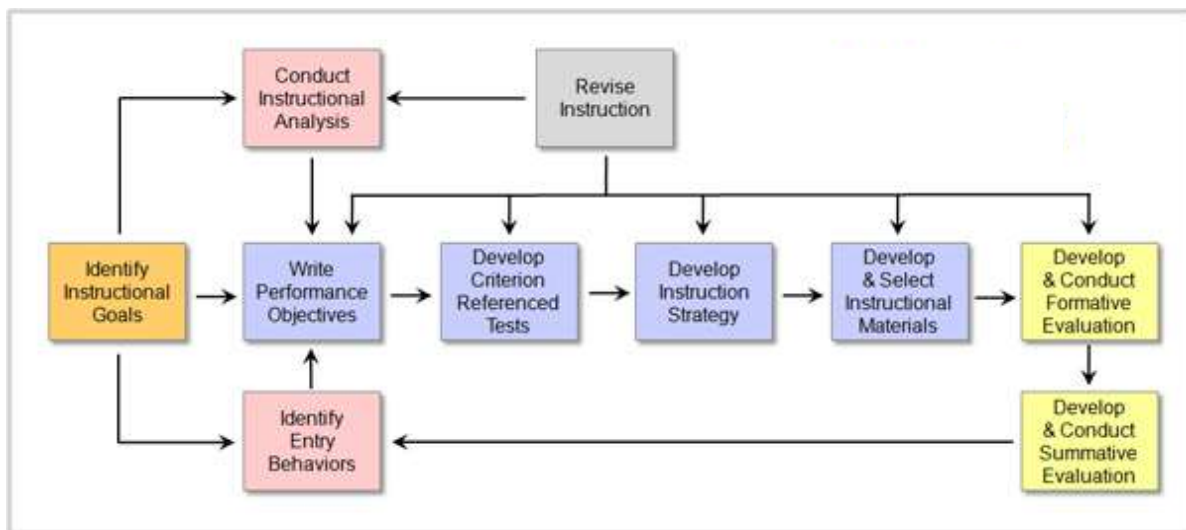 Conduct
Instructional
Analysis
Revise
Instruction
Identify
Instructional
Goals
Write
Performance
Objectives
Develop
Criterion
Referenced
Tests
Develop
Instruction
Strategy
Develop
& Select
Instructional
Materials
Develop
& Conduct
Formative
Evaluation
Identify
Entry
Behaviors
Develop
& Conduct
Summative
Evaluation